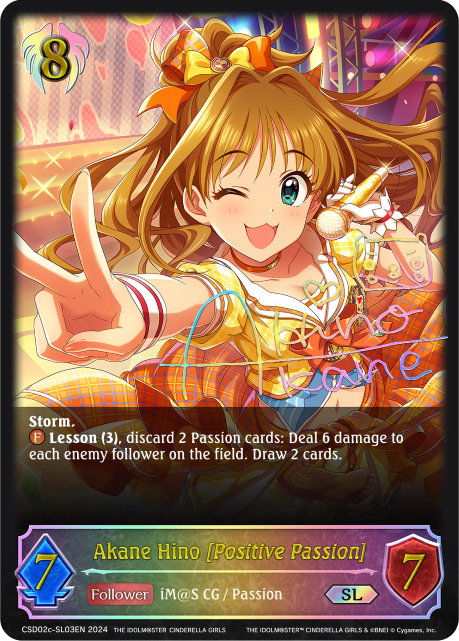 8
Hino
Akane
Storm.
F Lesson (3), discard 2 Passion cards: Deal 6 damage to
each enemy follower on the field. Draw 2 cards.
Akane Hino [Positive Passion]
7
7
Follower iM@S CG / Passion
SL
CSD02c-SL03EN 2024 THE IDOLM@STER CINDERELLA GIRLS THE IDOLM@STER™ CINDERELLA GIRLS & ©BNEI © Cygames, Inc.